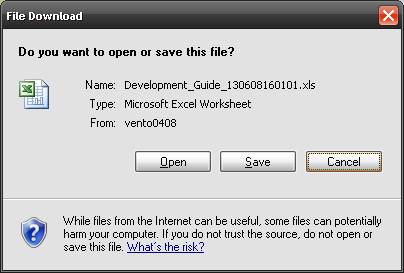 File Download
Do you want to open or save this file?
Name: Development_Guide_130608160101.xls
Type: Microsoft Excel Worksheet
From: vento0408
Open Save Cancel
While files from the Internet can be useful, some files can potentially
harm your computer. If you do not trust the source, do not open or
save this file. What's the risk?